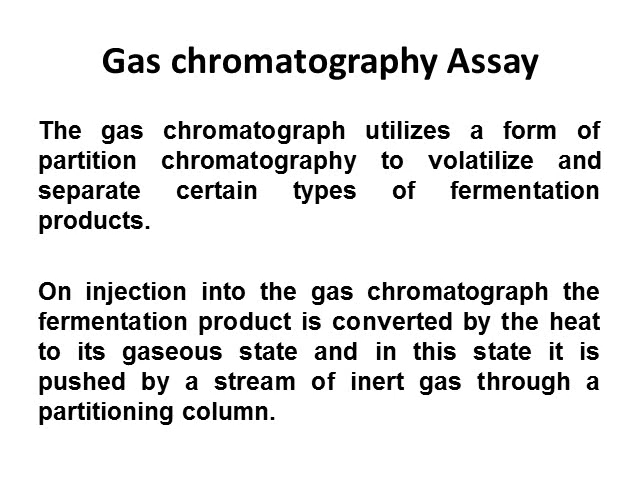 Gas chromatography Assay
The gas chromatograph utilizes a form of
partition chromatography to volatilize and
separate certain types of fermentation
products.
On injection into the gas chromatograph the
fermentation product is converted by the heat
to its gaseous state and in this state it is
pushed by a stream of inert gas through a
partitioning column.